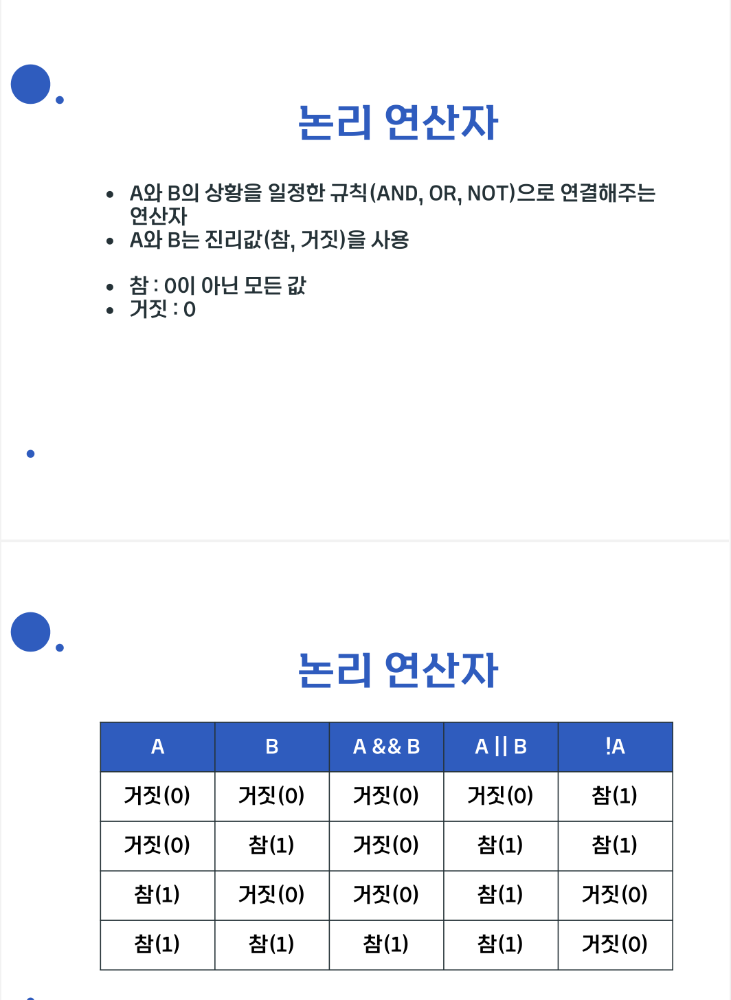 논리 연산자
• A와 B의 상황을 일정한 규칙(AND, OR, NOT)으로 연결해주는
연산자
• A와 B는 진리값(참, 거짓)을 사용
• 참 : 0이 아닌 모든 값
• 거짓 : 0
논리 연산자
A B A && B A || B !A
거짓(0) 거짓(0) 거짓(0) 거짓(0) 참(1)
거짓(0) 참(1) 거짓(0) 참(1) 참(1)
참(1) 거짓(0) 거짓(0) 참(1) 거짓(0)
참(1) 참(1) 참(1) 참(1) 거짓(0)